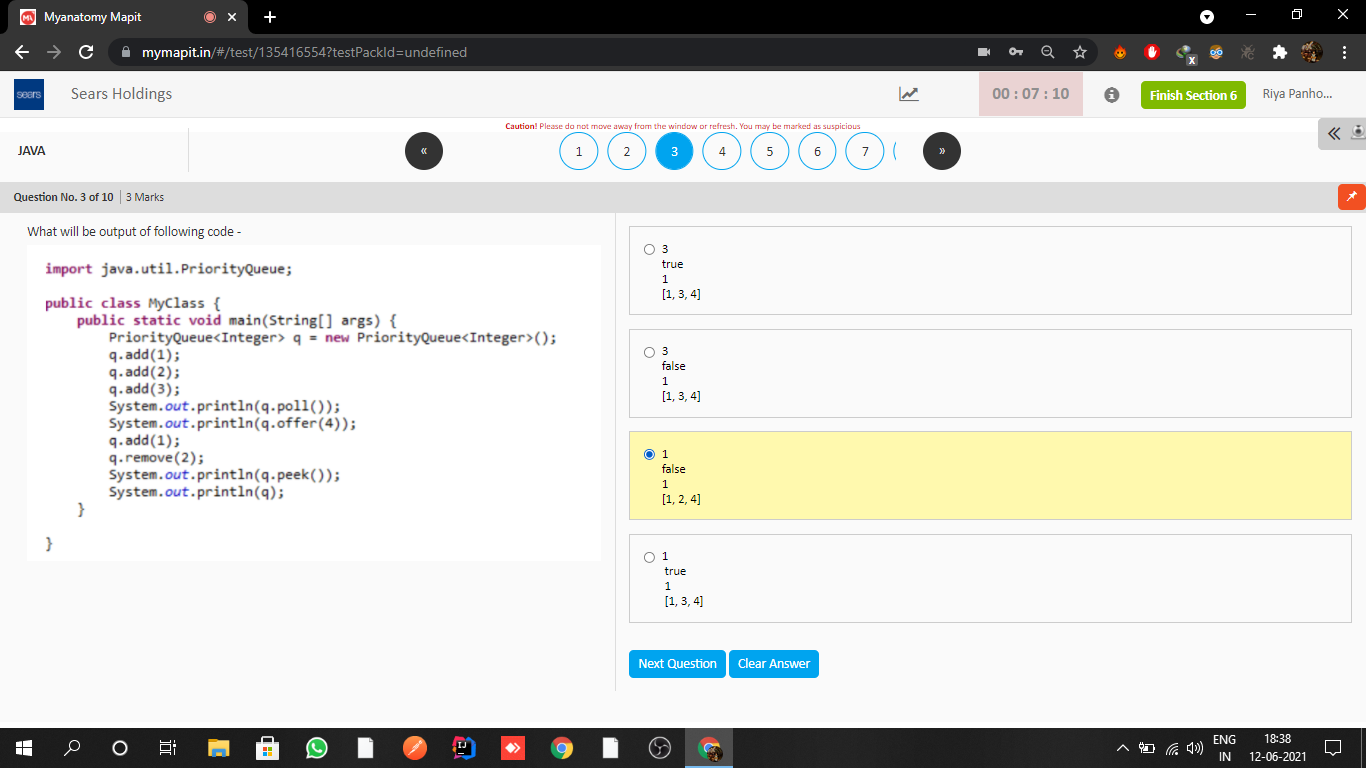 Myanatomy Mapit
mymapit.in/#/test/135416554?testPackId=undefined
sears
Sears Holdings
00 : 07 : 10
Finish Section 6
Riya Panho...
Caution! Please do not move away from the window or refresh, You may be marked as suspicious
JAVA
«
1
2
3
4
5
6
7
»
Question No. 3 of 10
3 Marks
What will be output of following code -
import java.util.PriorityQueue;
public class MyClass {
public static void main(String[] args) {
PriorityQueue<Integer> q = new PriorityQueue<Integer>();
q.add(1);
q.add(2);
q.add(3);
System.out.println(q.poll());
System.out.println(q.offer(4));
q.add(1);
q.remove(2);
System.out.println(q.peek());
System.out.println(q);
}
}
3
true
1
[1, 3, 4]
3
false
1
[1, 3, 4]
1
false
1
[1, 2, 4]
1
true
1
[1, 3, 4]
Next Question
Clear Answer
ENG
IN
18:38
12-06-2021